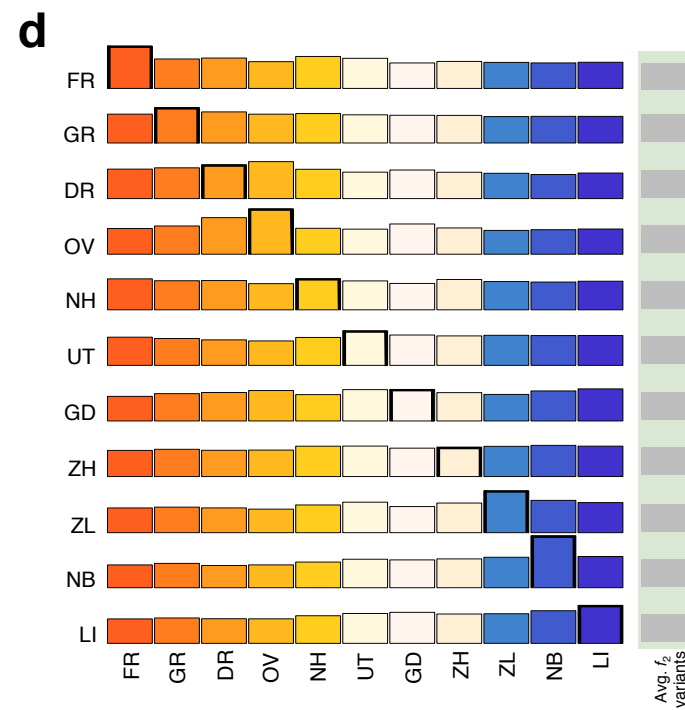 d
FR
GR
DR
OV
NH
UT
GD
ZH
ZL
NB
LI
FR GR DR OV NH UT GD ZH ZL NB LI
Avg. f₂
variants